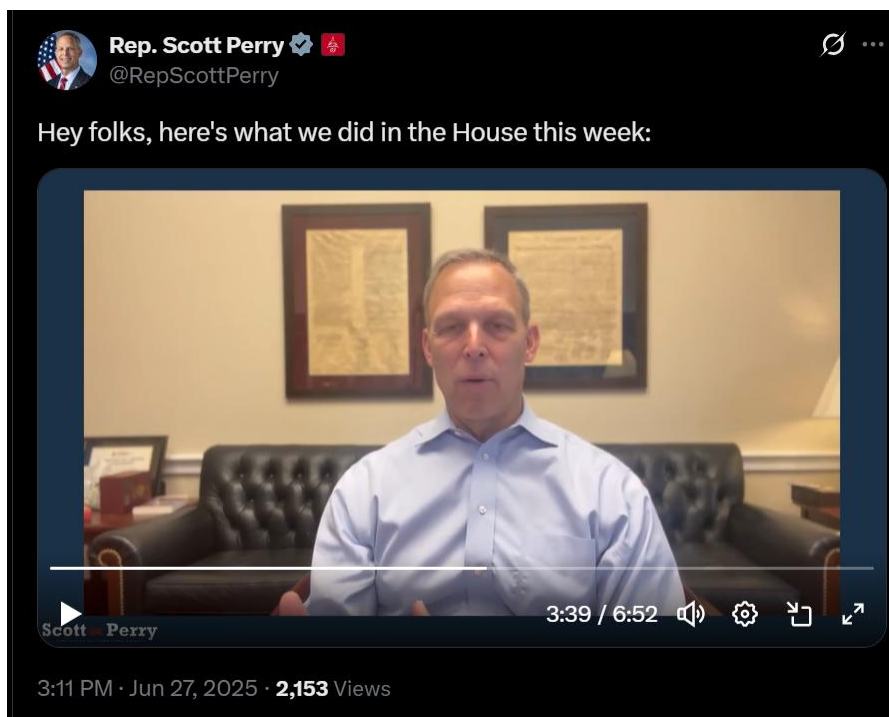 Rep. Scott Perry
@RepScottPerry
Hey folks, here's what we did in the House this week:
3:39 / 6:52
Scott Perry
3:11 PM · Jun 27, 2025 · 2,153 Views